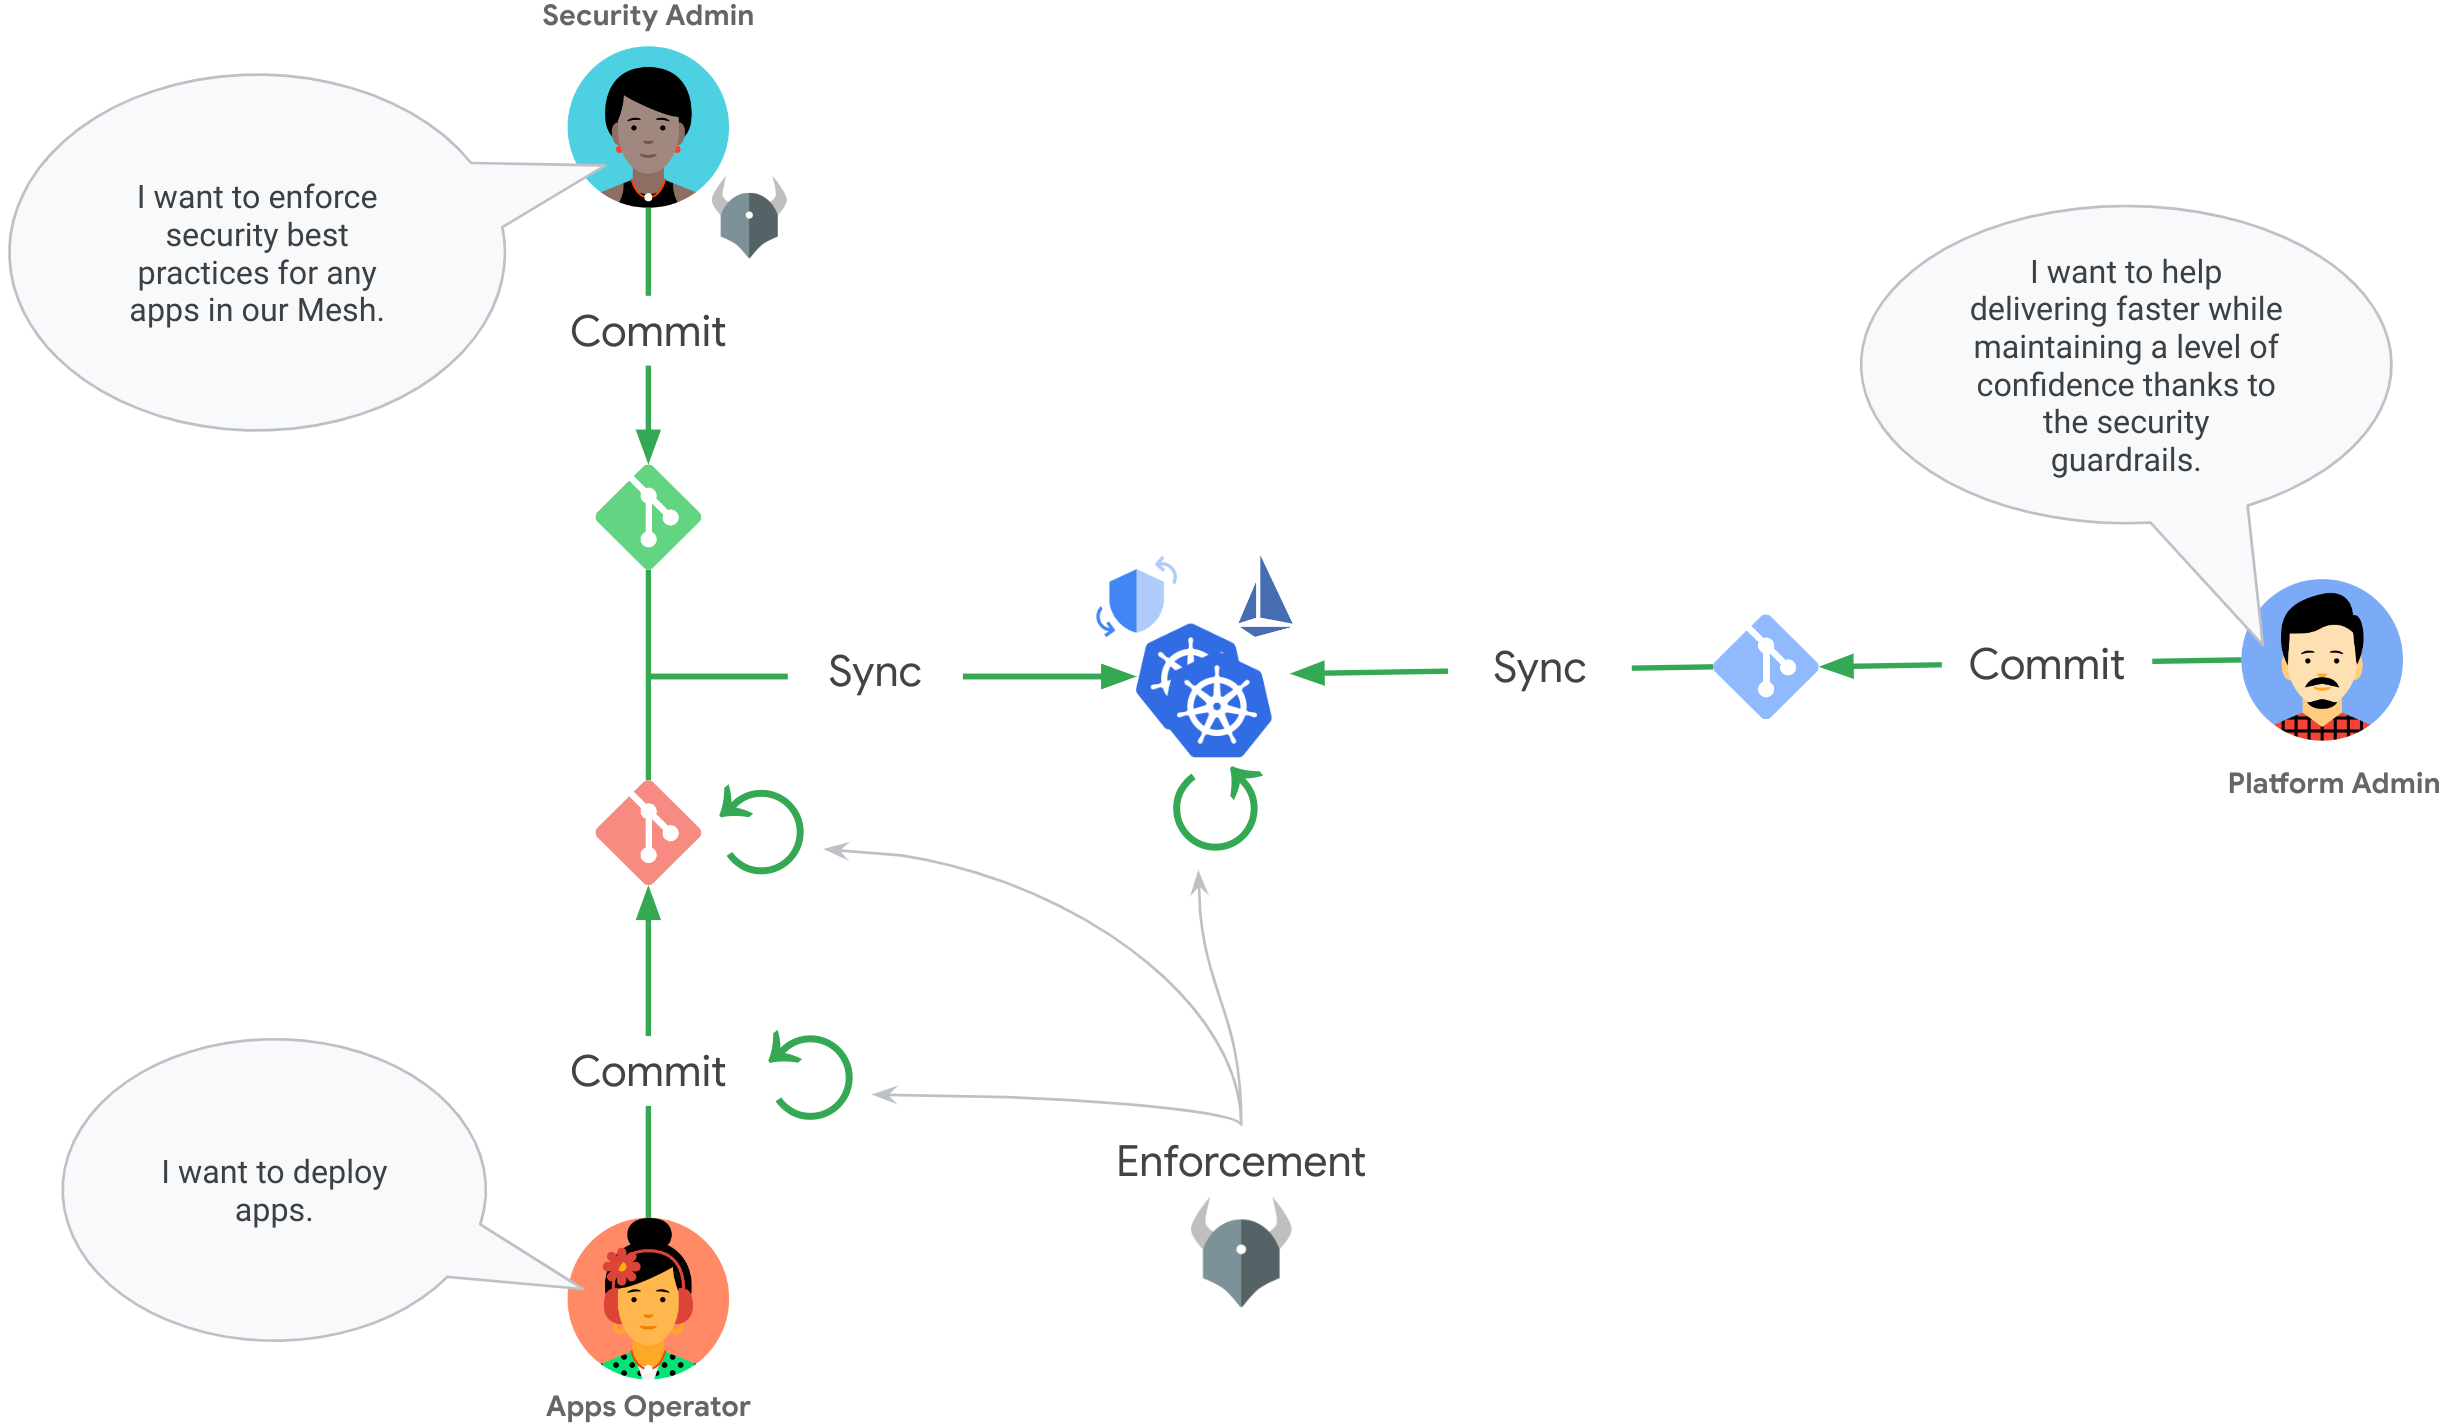 Security Admin
I want to enforce
security best
practices for any
apps in our Mesh.
Commit
I want to help
delivering faster while
maintaining a level of
confidence thanks to
the security
guardrails.
Sync
Sync
Commit
Platform Admin
Commit
I want to deploy
apps.
Enforcement
Apps Operator